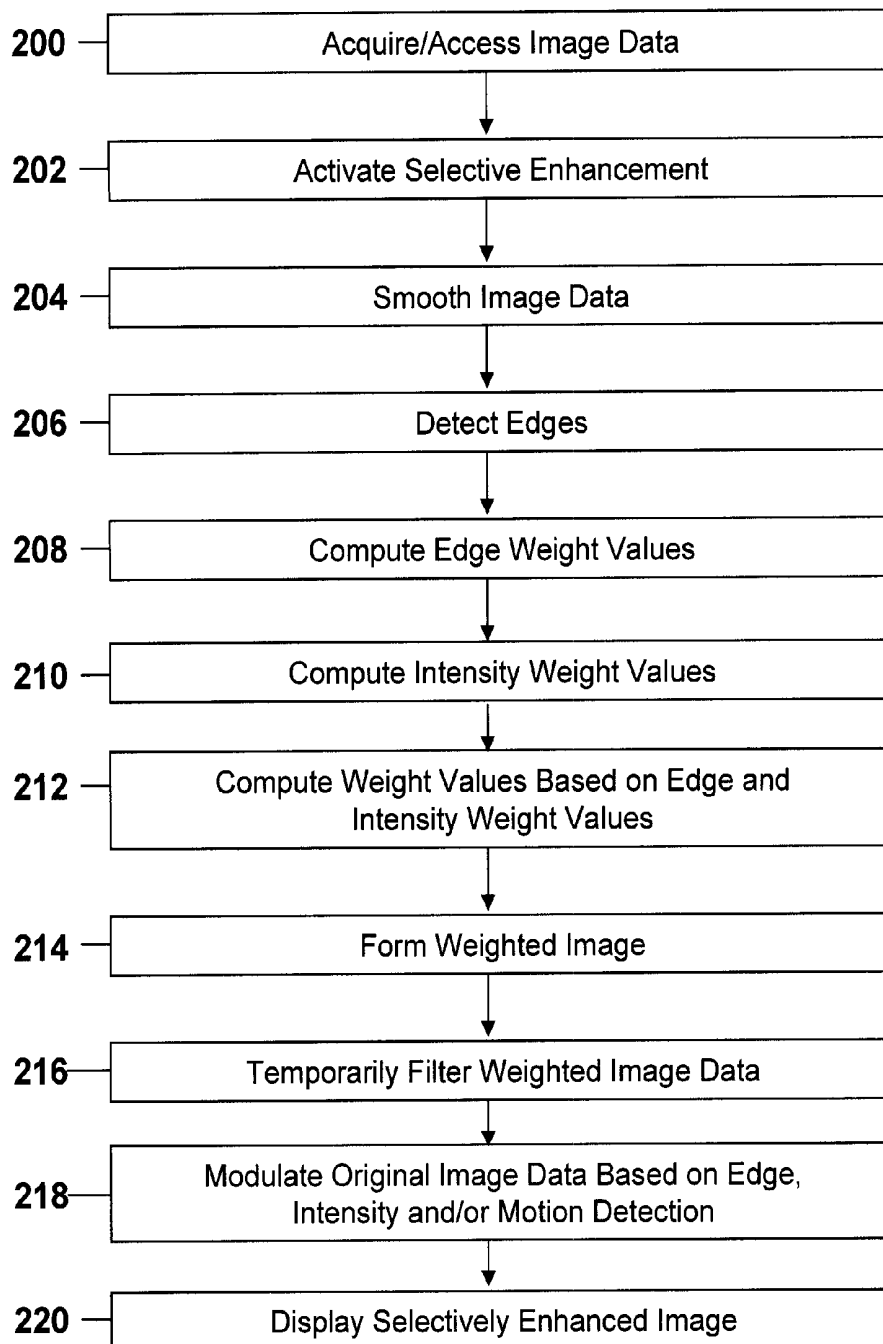 200 Acquire/Access Image Data
202 Activate Selective Enhancement
204 Smooth Image Data
206 Detect Edges
208 Compute Edge Weight Values
210 Compute Intensity Weight Values
212 Compute Weight Values Based on Edge and
Intensity Weight Values
214 Form Weighted Image
216 Temporarily Filter Weighted Image Data
218 Modulate Original Image Data Based on Edge,
Intensity and/or Motion Detection
220 Display Selectively Enhanced Image